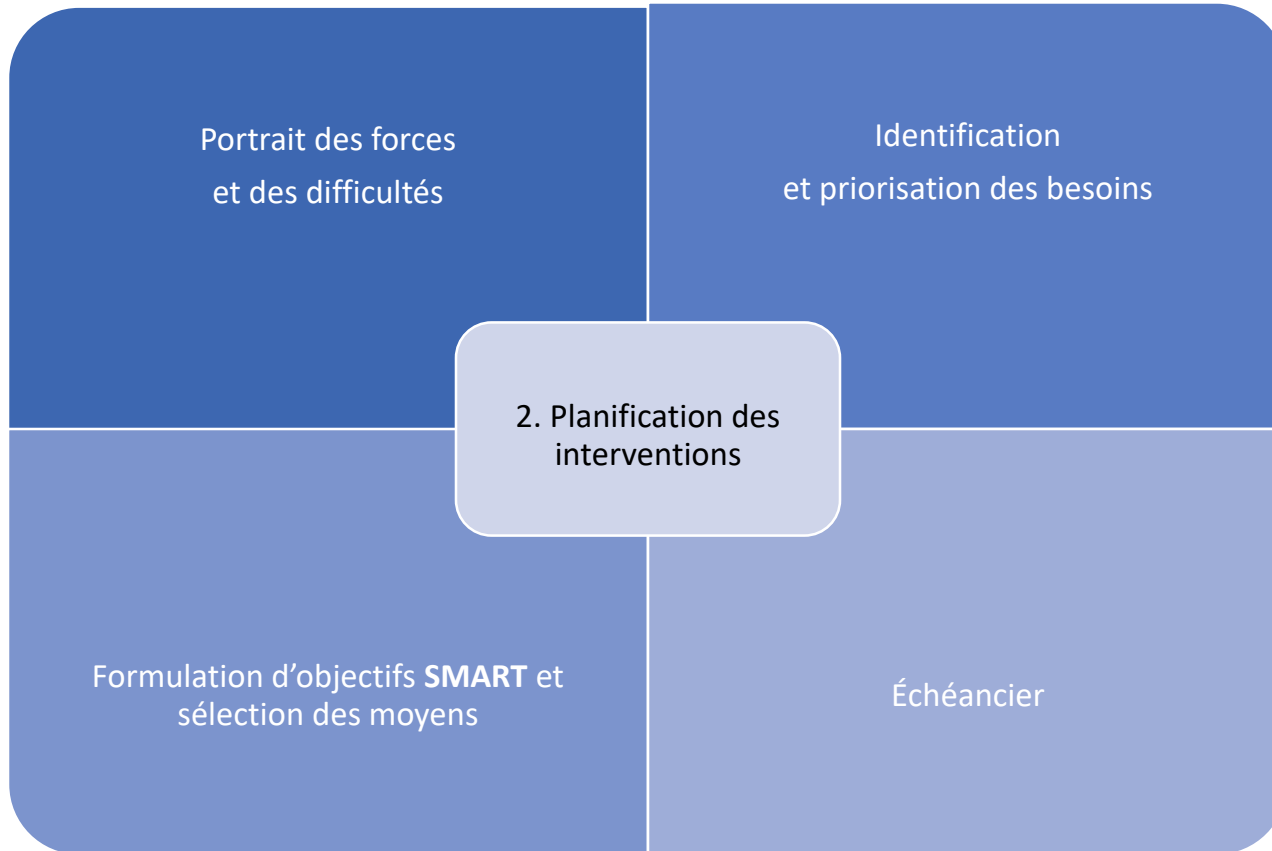 Portrait des forces
et des difficultés
Identification
et priorisation des besoins
2. Planification des
interventions
Formulation d’objectifs SMART et
sélection des moyens
Échéancier